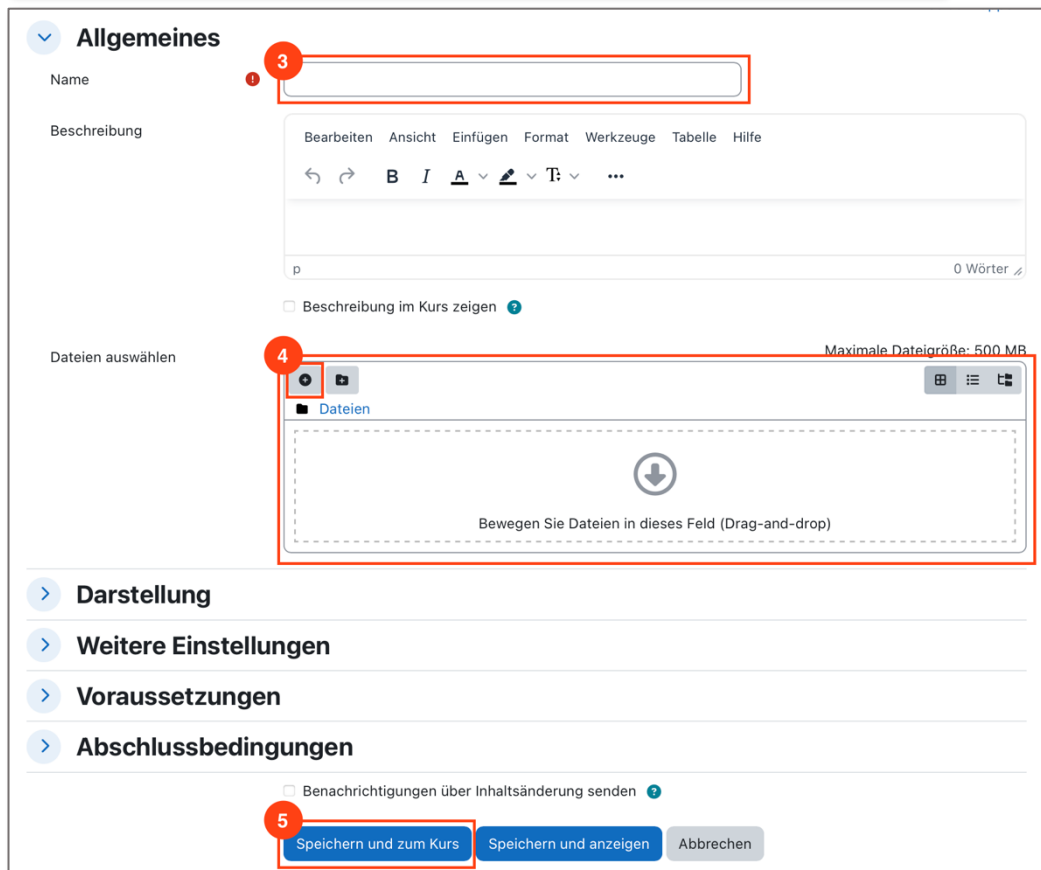 Allgemeines
3
Name
Beschreibung
Bearbeiten Ansicht Einfügen Format Werkzeuge Tabelle Hilfe
B I A T
p
0 Wörter
Beschreibung im Kurs zeigen ?
Maximale Dateigröße: 500 MB
Dateien auswählen
4
Dateien
Bewegen Sie Dateien in dieses Feld (Drag-and-drop)
Darstellung
Weitere Einstellungen
Voraussetzungen
Abschlussbedingungen
Benachrichtigungen über Inhaltsänderung senden ?
5
Speichern und zum Kurs Speichern und anzeigen Abbrechen